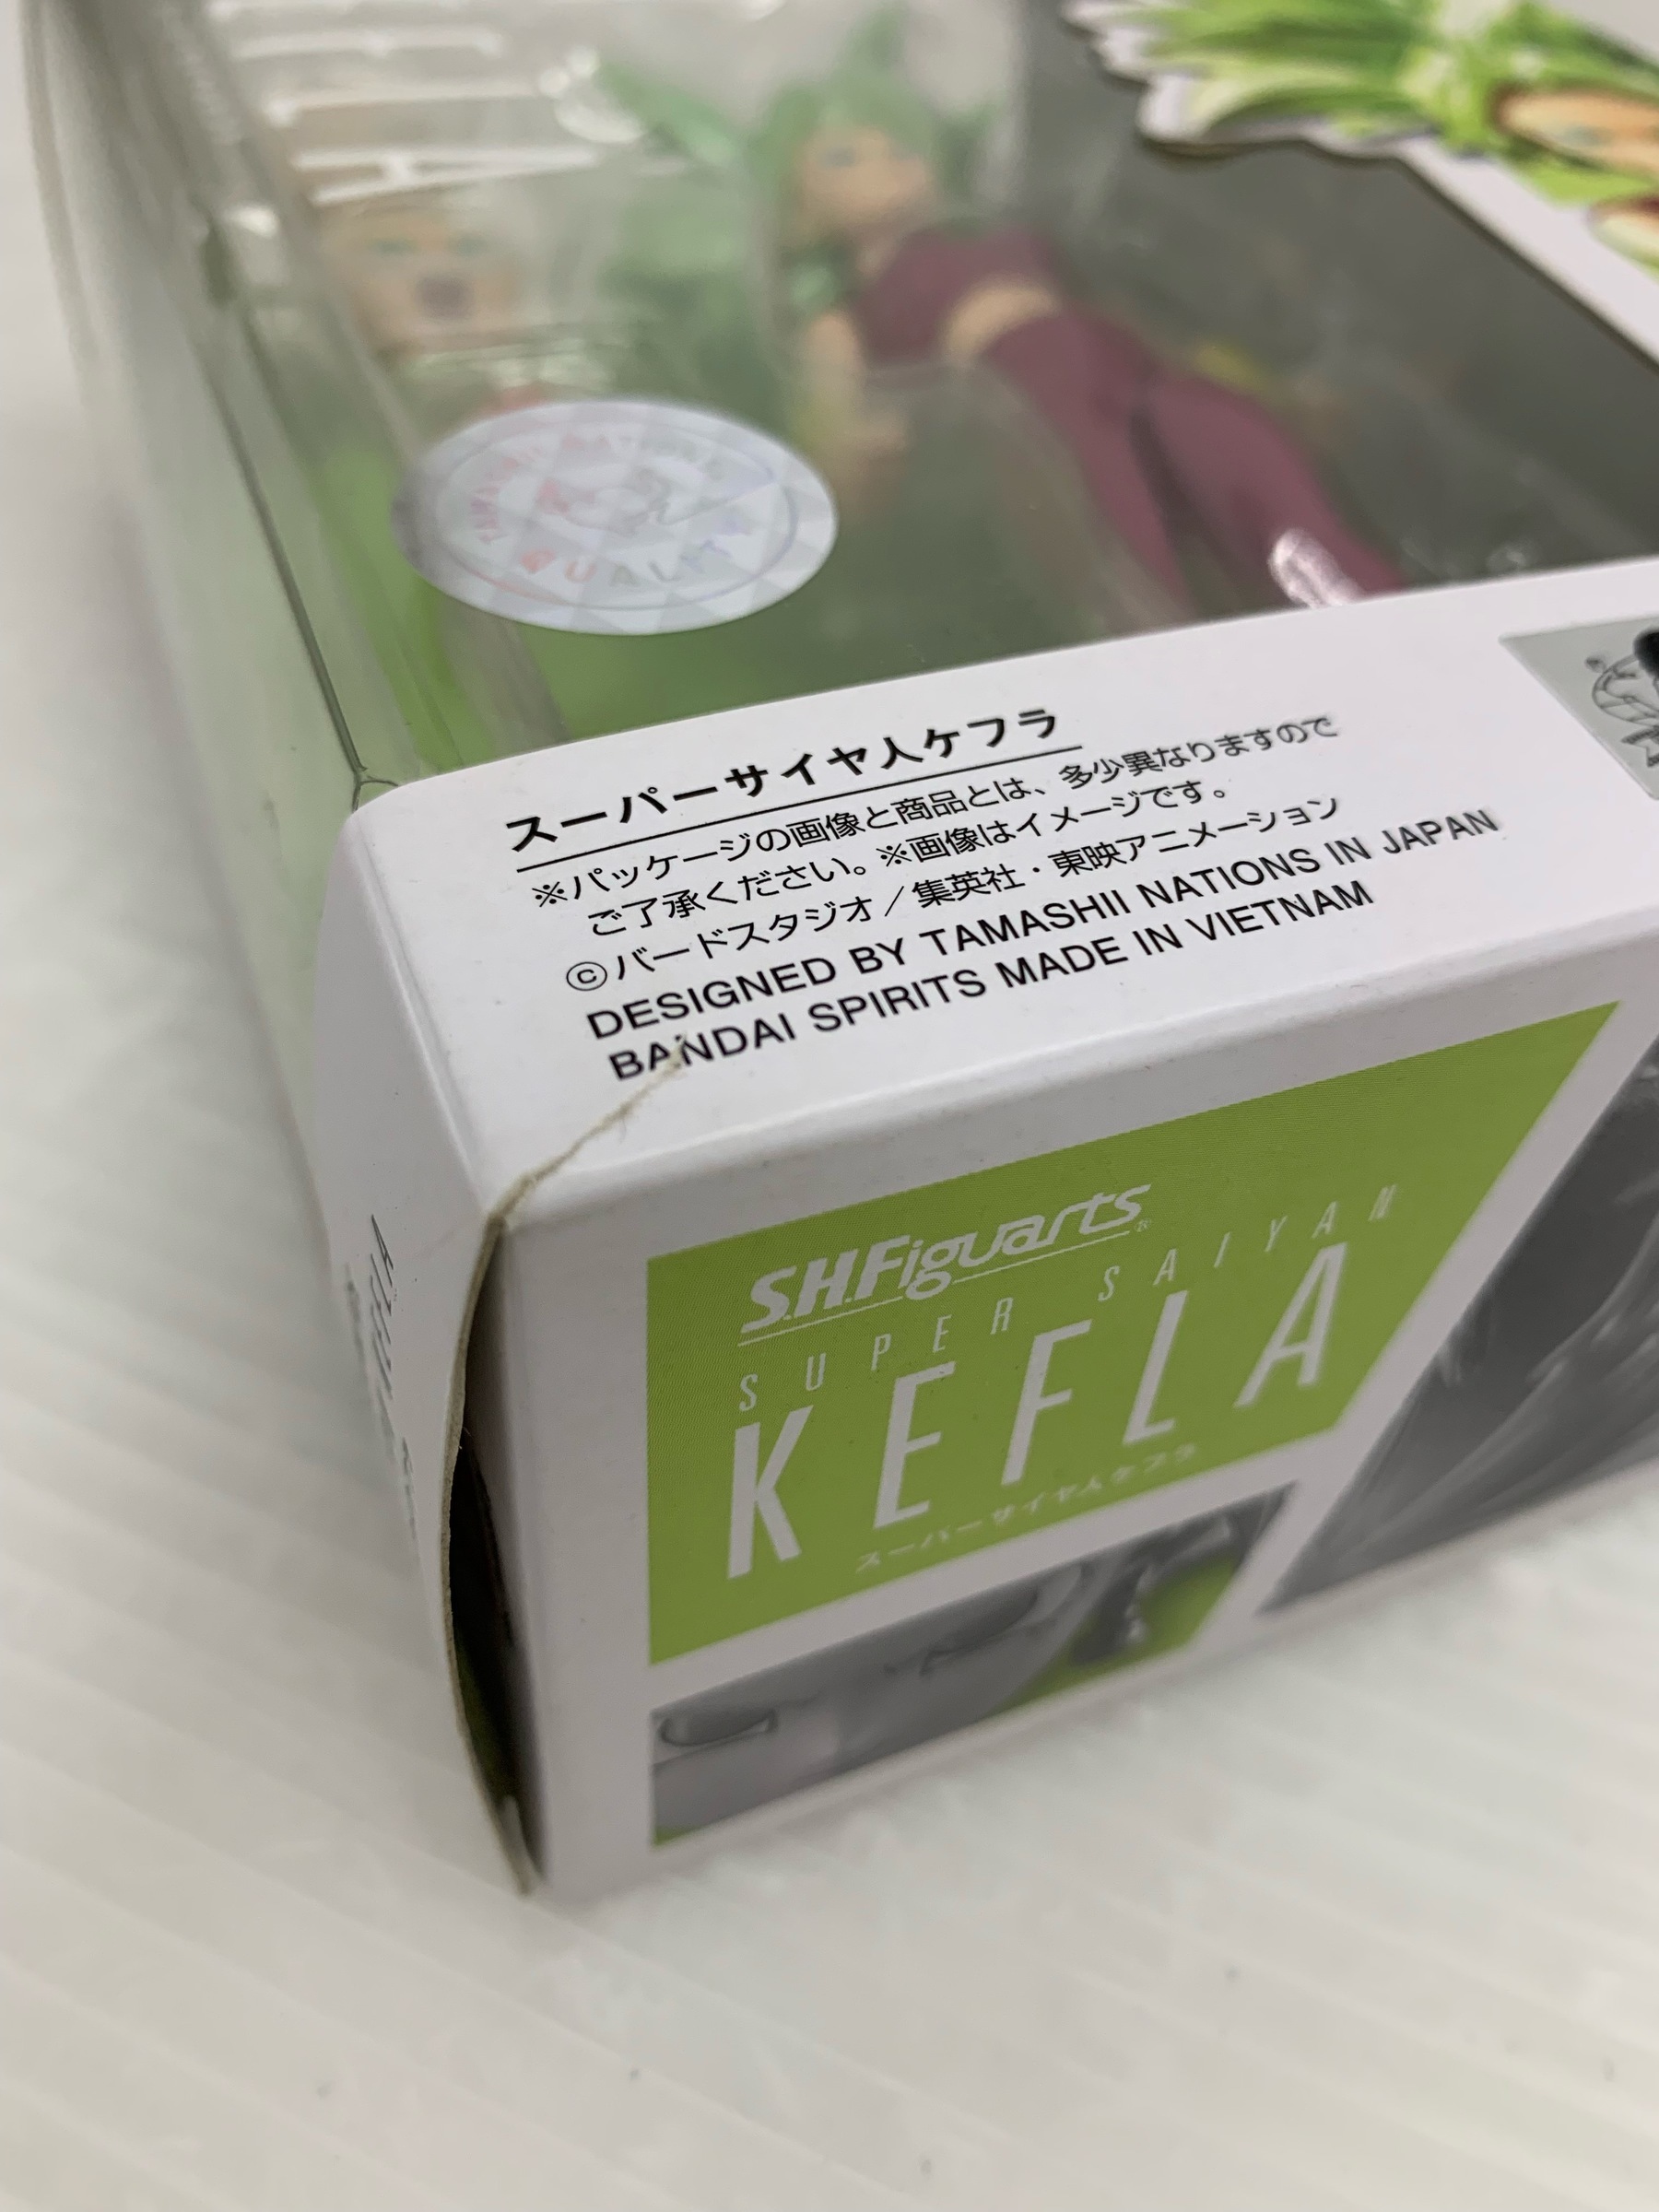 TAMASHII NATIONS
QUALITY
スーパーサイヤ人ケフラ
※パッケージの画像と商品とは、多少異なりますので
ご了承ください。※画像はイメージです。
©バードスタジオ／集英社・東映アニメーション
DESIGNED BY TAMASHII NATIONS IN JAPAN
BANDAI SPIRITS MADE IN VIETNAM
S.H.Figuarts®
SUPER SAIYAN
KEFLA
スーパーサイヤ人ケフラ